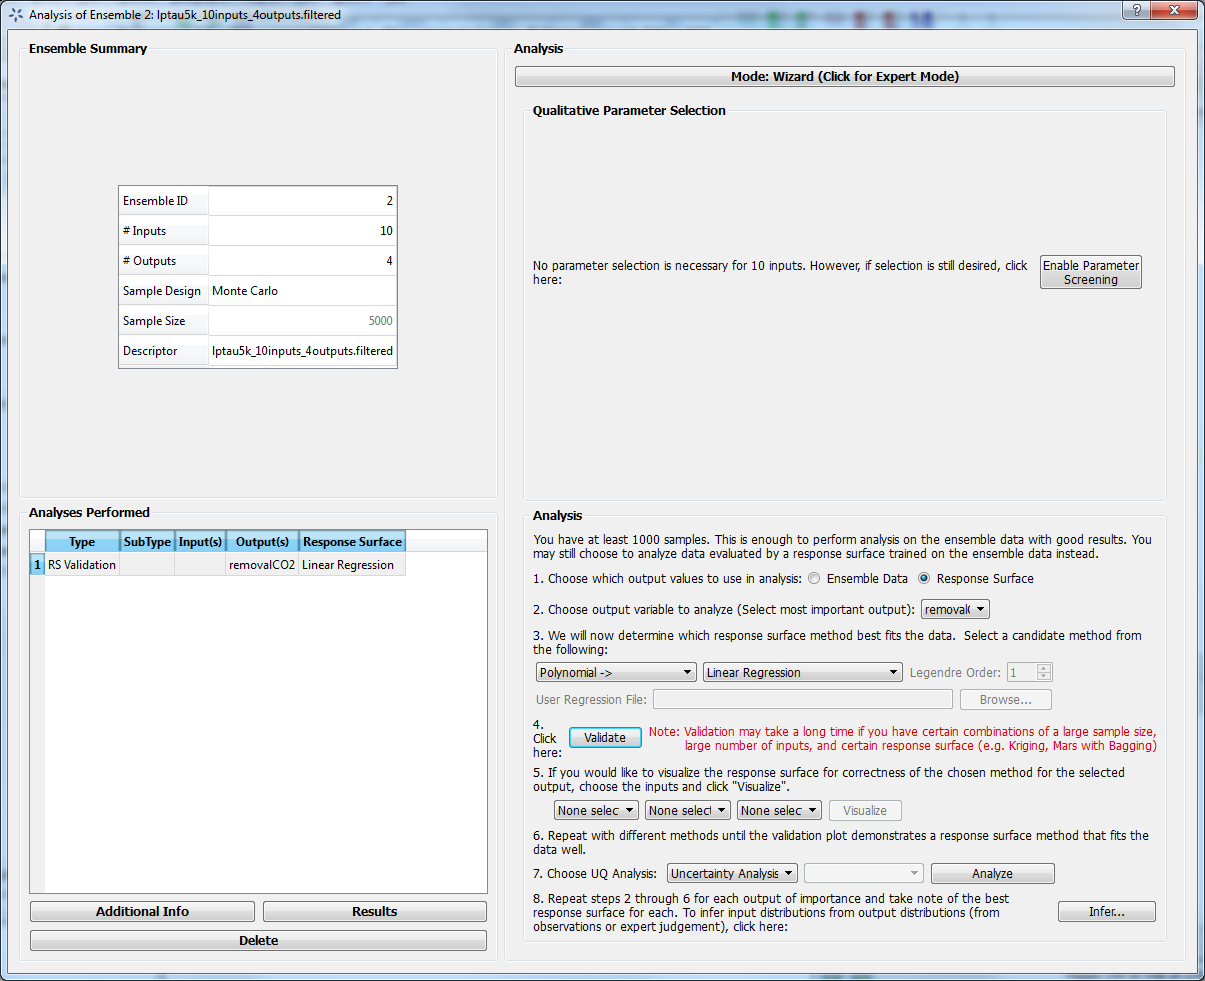 Analysis of Ensemble 2: lptau5k_10inputs_4outputs.filtered
?
Ensemble Summary
Ensemble ID 2
# Inputs 10
# Outputs 4
Sample Design Monte Carlo
Sample Size 5000
Descriptor lptau5k_10inputs_4outputs.filtered
Analyses Performed
Type SubType Input(s) Output(s) Response Surface
1 RS Validation removalCO2 Linear Regression
Additional Info Results
Delete
Analysis
Mode: Wizard (Click for Expert Mode)
Qualitative Parameter Selection
No parameter selection is necessary for 10 inputs. However, if selection is still desired, click
here:
Enable Parameter
Screening
Analysis
You have at least 1000 samples. This is enough to perform analysis on the ensemble data with good results. You
may still choose to analyze data evaluated by a response surface trained on the ensemble data instead.
1. Choose which output values to use in analysis: Ensemble Data Response Surface
2. Choose output variable to analyze (Select most important output): removal(
3. We will now determine which response surface method best fits the data. Select a candidate method from
the following:
Polynomial -> Linear Regression Legendre Order: 1
User Regression File: Browse...
4.
Click
here:
Validate
Note: Validation may take a long time if you have certain combinations of a large sample size,
large number of inputs, and certain response surface (e.g. Kriging, Mars with Bagging)
5. If you would like to visualize the response surface for correctness of the chosen method for the selected
output, choose the inputs and click "Visualize".
None selec None select None selec Visualize
6. Repeat with different methods until the validation plot demonstrates a response surface method that fits the
data well.
7. Choose UQ Analysis: Uncertainty Analysis Analyze
8. Repeat steps 2 through 6 for each output of importance and take note of the best
response surface for each. To infer input distributions from output distributions (from
observations or expert judgement), click here:
Infer...